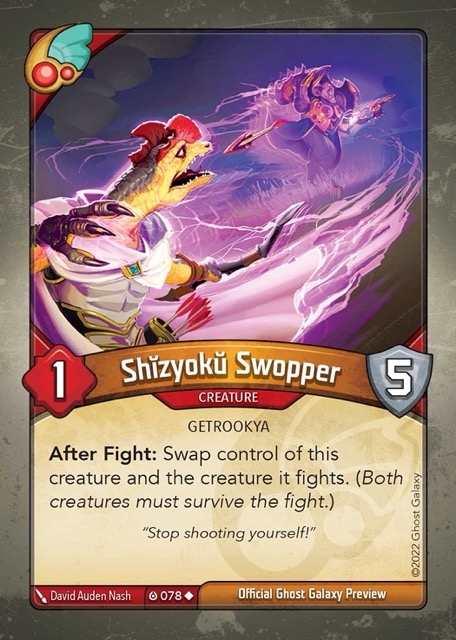 Shĭzyokŭ Swopper
1
CREATURE
5
GETROOKYA
After Fight: Swap control of this
creature and the creature it fights. (Both
creatures must survive the fight.)
“Stop shooting yourself!”
©2022 Ghost Galaxy
David Auden Nash
078
Official Ghost Galaxy Preview